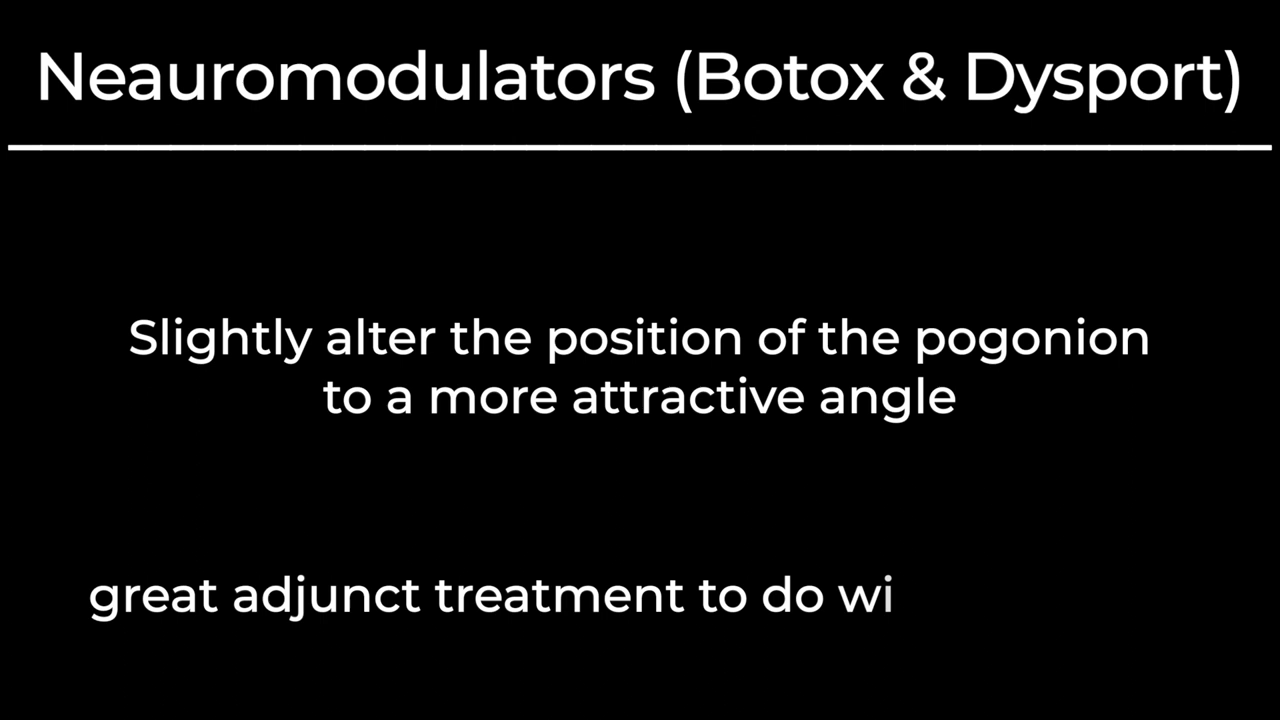 Neauromodulators (Botox & Dysport)
Slightly alter the position of the pogonion
to a more attractive angle
great adjunct treatment to do wi